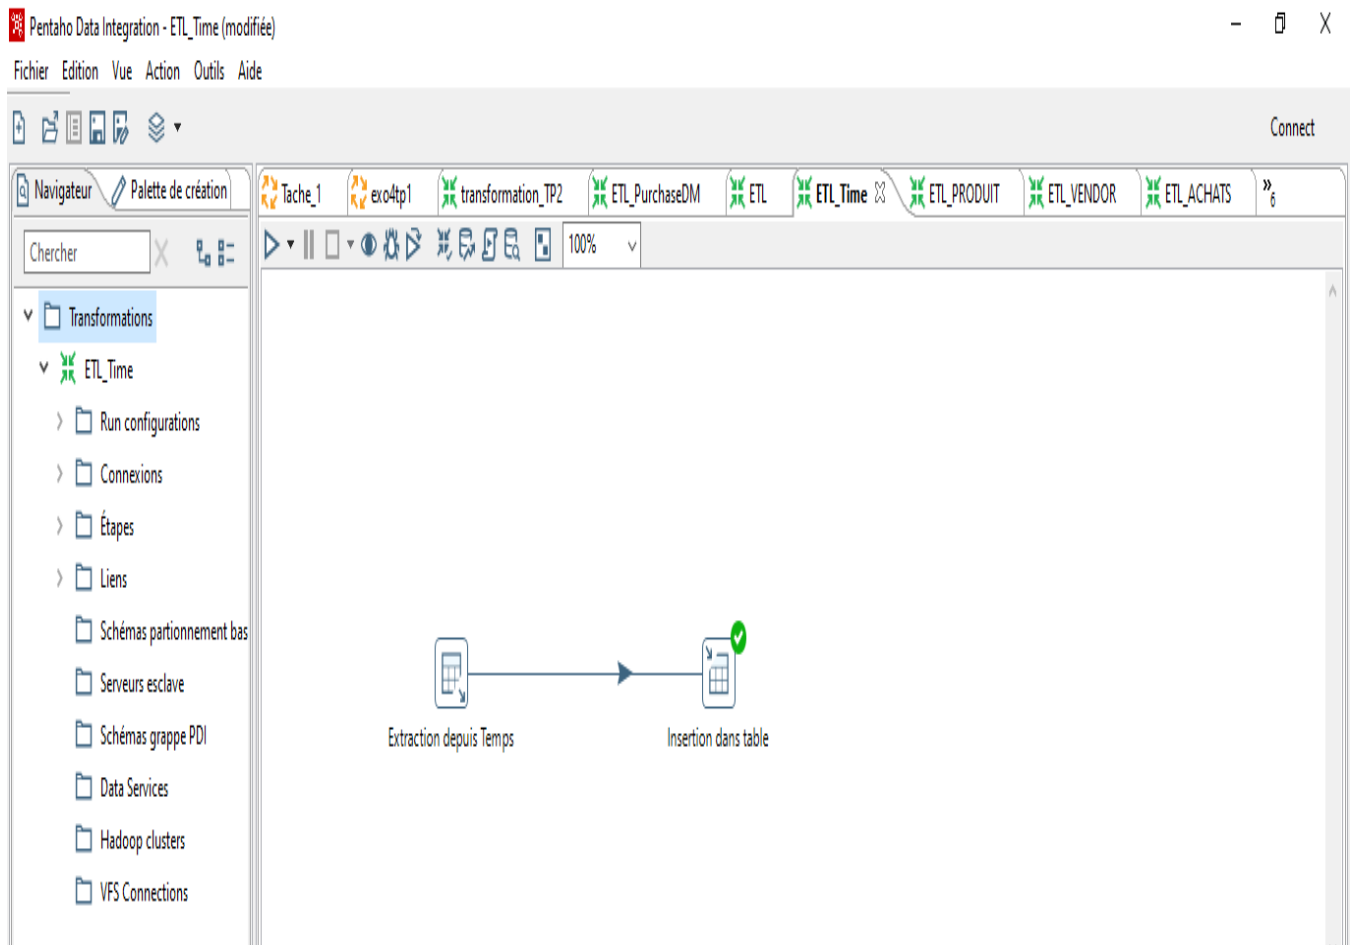 Pentaho Data Integration - ETL_Time (modifiée)
Fichier Edition Vue Action Outils Aide
Connect
Navigateur Palette de création
Tache_1 exo4tp1 transformation_TP2 ETL_PurchaseDM ETL ETL_Time ETL_PRODUIT ETL_VENDOR ETL_ACHATS » 6
Chercher
100%
Transformations
ETL_Time
Run configurations
Connexions
Étapes
Liens
Schémas partionnement bas
Serveurs esclave
Schémas grappe PDI
Data Services
Hadoop clusters
VFS Connections
Extraction depuis Temps
Insertion dans table